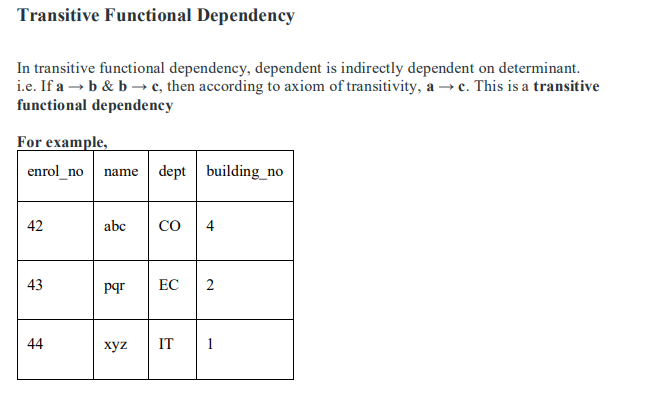 Transitive Functional Dependency
In transitive functional dependency, dependent is indirectly dependent on determinant.
i.e. If a → b & b → c, then according to axiom of transitivity, a → c. This is a transitive
functional dependency
For example,
enrol_no name dept building_no
42 abc CO 4
43 pqr EC 2
44 xyz IT 1